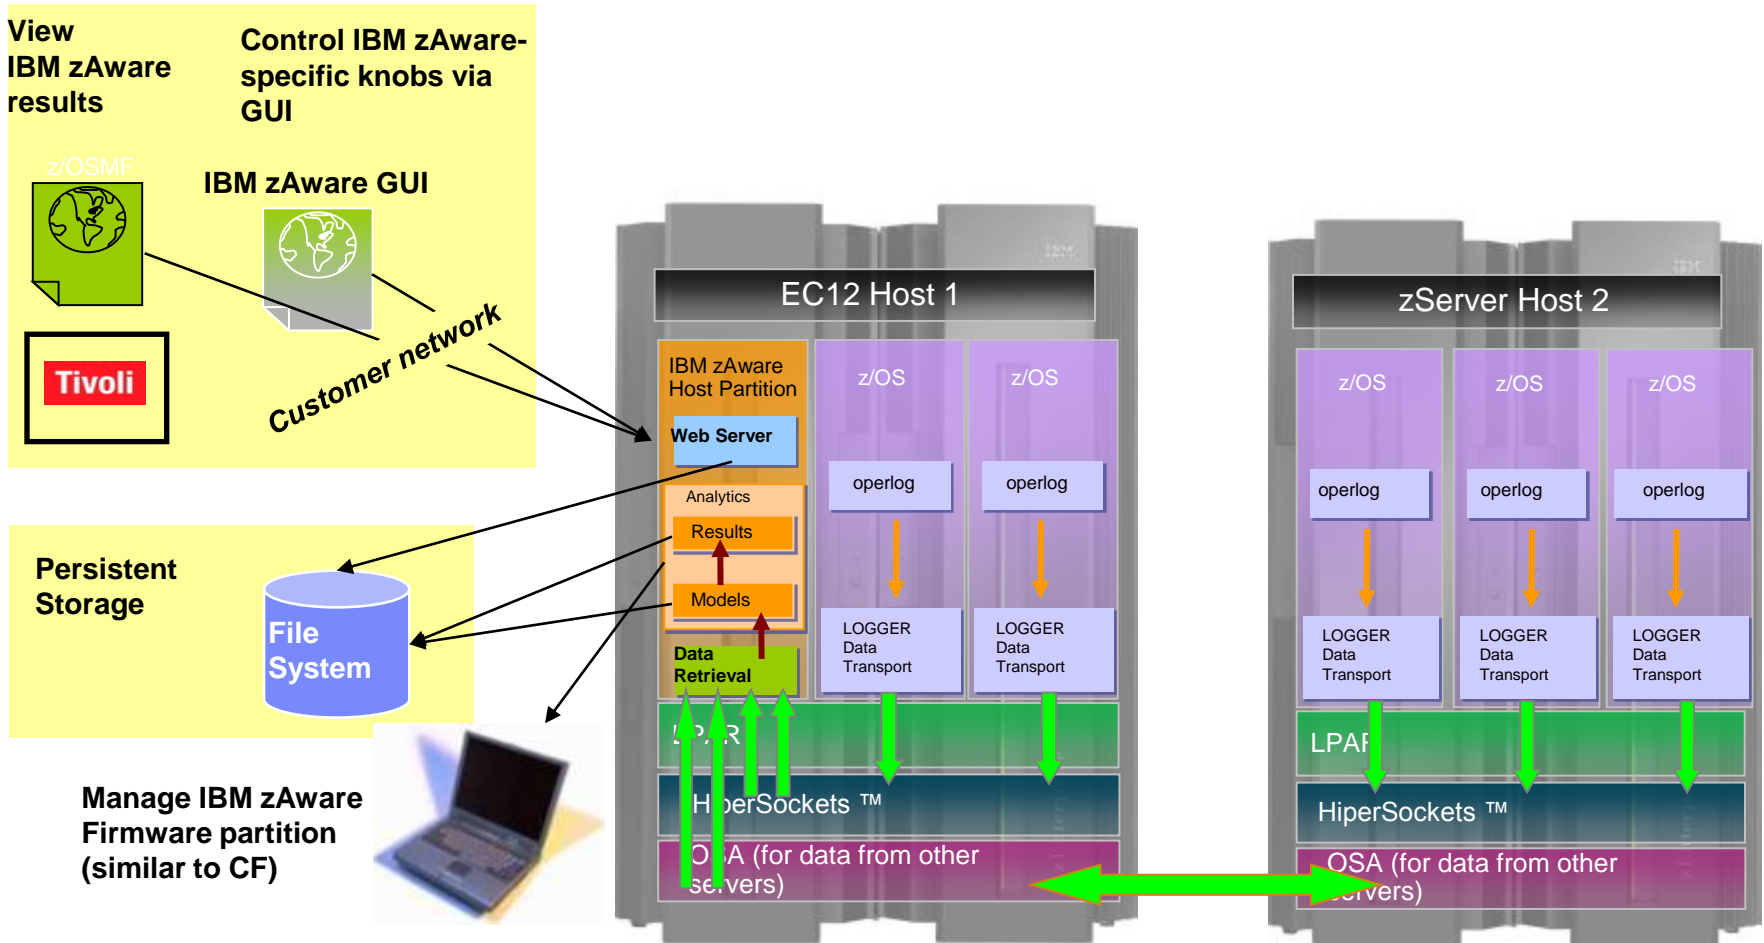 View
IBM zAware
results
Control IBM zAware-
specific knobs via
GUI
z/OSMF
IBM zAware GUI
Tivoli
Customer network
Persistent
Storage
File
System
Manage IBM zAware
Firmware partition
(similar to CF)
IBM
EC12 Host 1
IBM zAware
Host Partition
Web Server
Analytics
Results
Models
Data
Retrieval
z/OS
operlog
LOGGER
Data
Transport
z/OS
operlog
LOGGER
Data
Transport
LPAR
HiperSockets ™
OSA (for data from other
servers)
IBM
zServer Host 2
z/OS
operlog
LOGGER
Data
Transport
z/OS
operlog
LOGGER
Data
Transport
z/OS
operlog
LOGGER
Data
Transport
LPAR
HiperSockets ™
OSA (for data from other
servers)